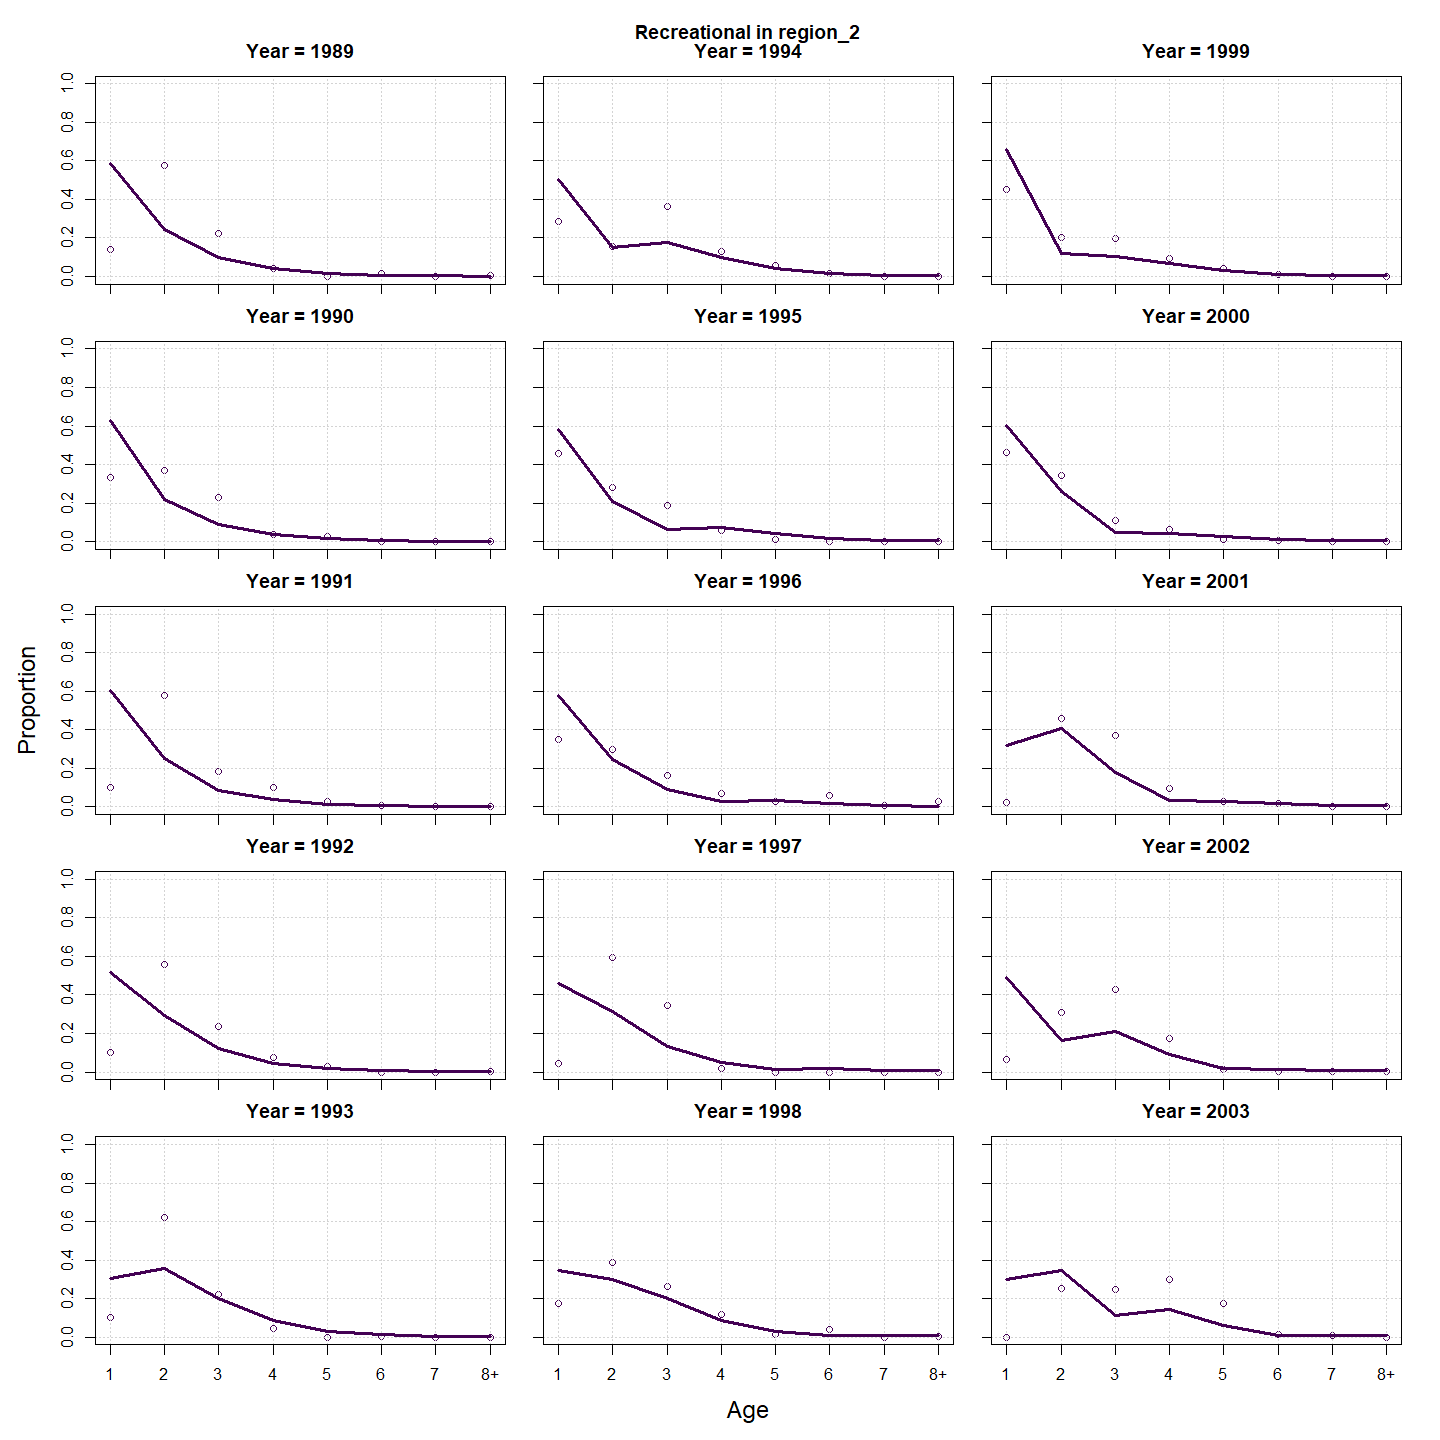 Recreational in region_2
Year = 1989 Year = 1994 Year = 1999
0.0 0.2 0.4 0.6 0.8 1.0
Year = 1990 Year = 1995 Year = 2000
0.0 0.2 0.4 0.6 0.8 1.0
Year = 1991 Year = 1996 Year = 2001
0.0 0.2 0.4 0.6 0.8 1.0
Proportion
Year = 1992 Year = 1997 Year = 2002
0.0 0.2 0.4 0.6 0.8 1.0
Year = 1993 Year = 1998 Year = 2003
0.0 0.2 0.4 0.6 0.8 1.0
1 2 3 4 5 6 7 8+ 1 2 3 4 5 6 7 8+ 1 2 3 4 5 6 7 8+
Age